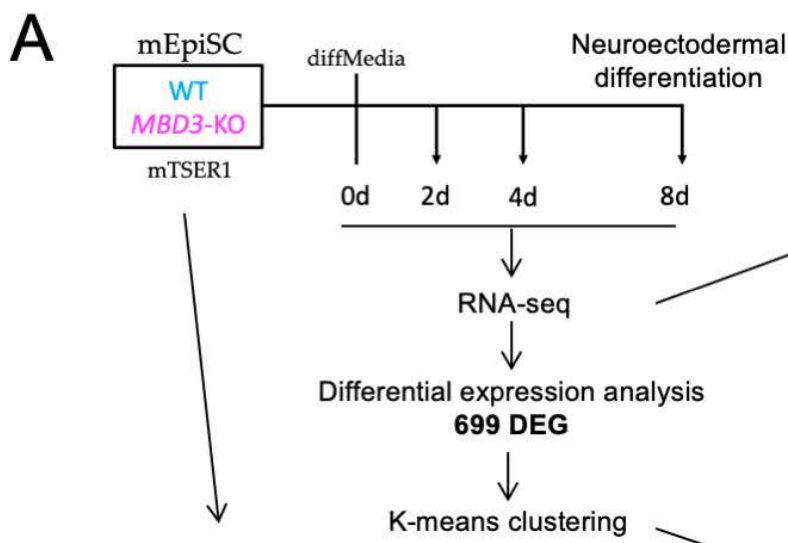 A
mEpiSC
WT
MBD3-KO
mTSER1
diffMedia
Neuroectodermal
differentiation
0d 2d 4d 8d
RNA-seq
Differential expression analysis
699 DEG
K-means clustering